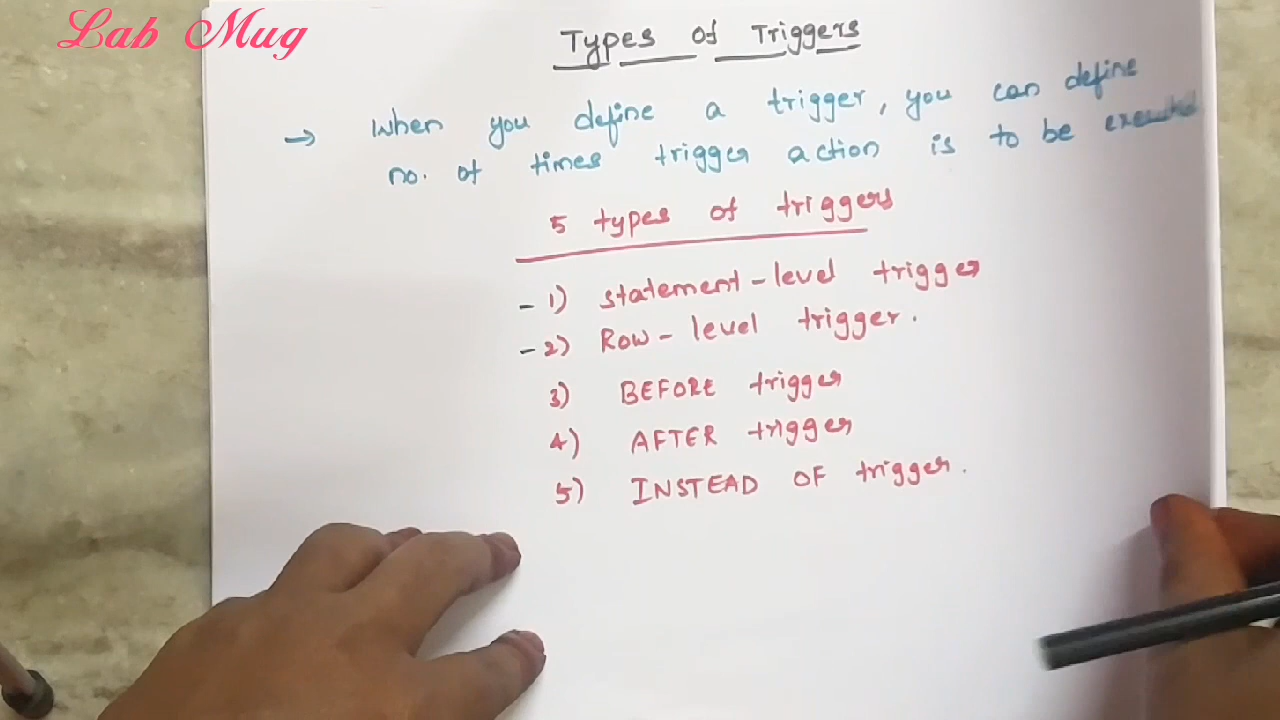 Lab Mug
Types of Triggers
→ When you define a trigger, you can define
no. of times trigger action is to be executed
5 types of triggers
- 1) Statement-level trigger
- 2) Row-level trigger.
3) BEFORE trigger
4) AFTER trigger
5) INSTEAD OF trigger.